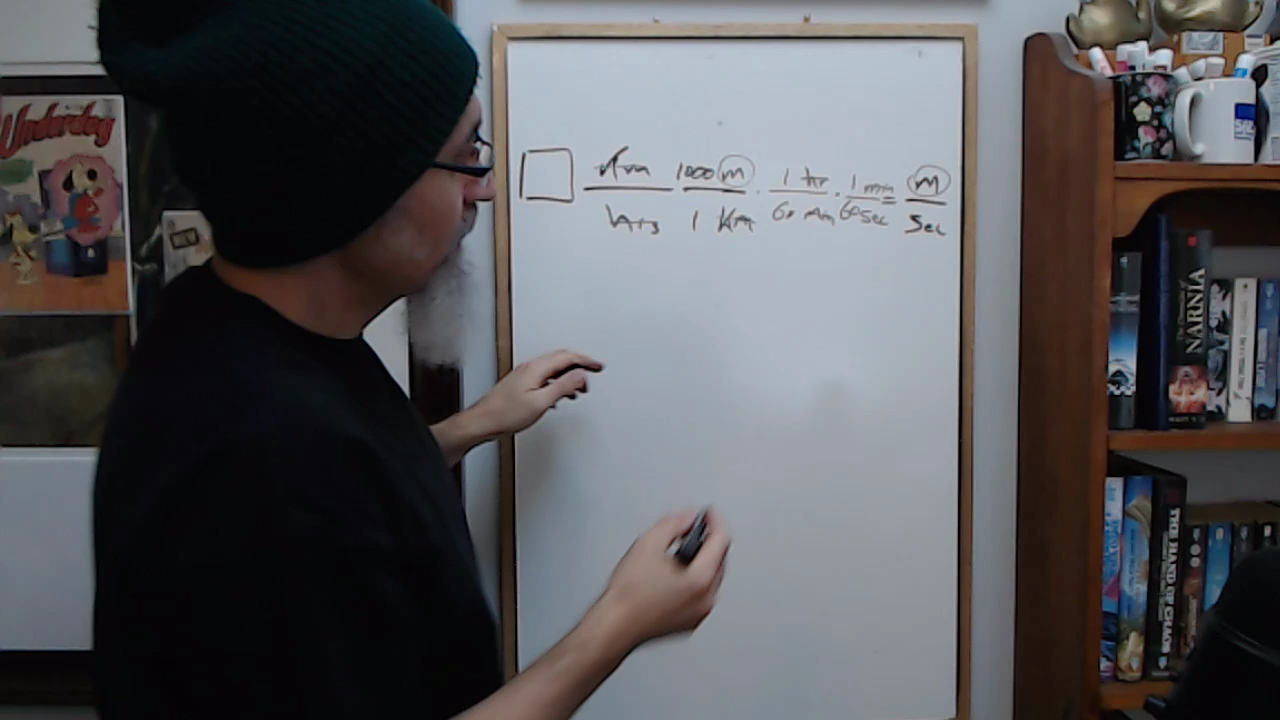 Underdog
Km 1000 m · 1 hr · 1 min = m
hrs 1 Km 60 min 60 sec Sec
NARNIA
THE HAND OF CHAOS